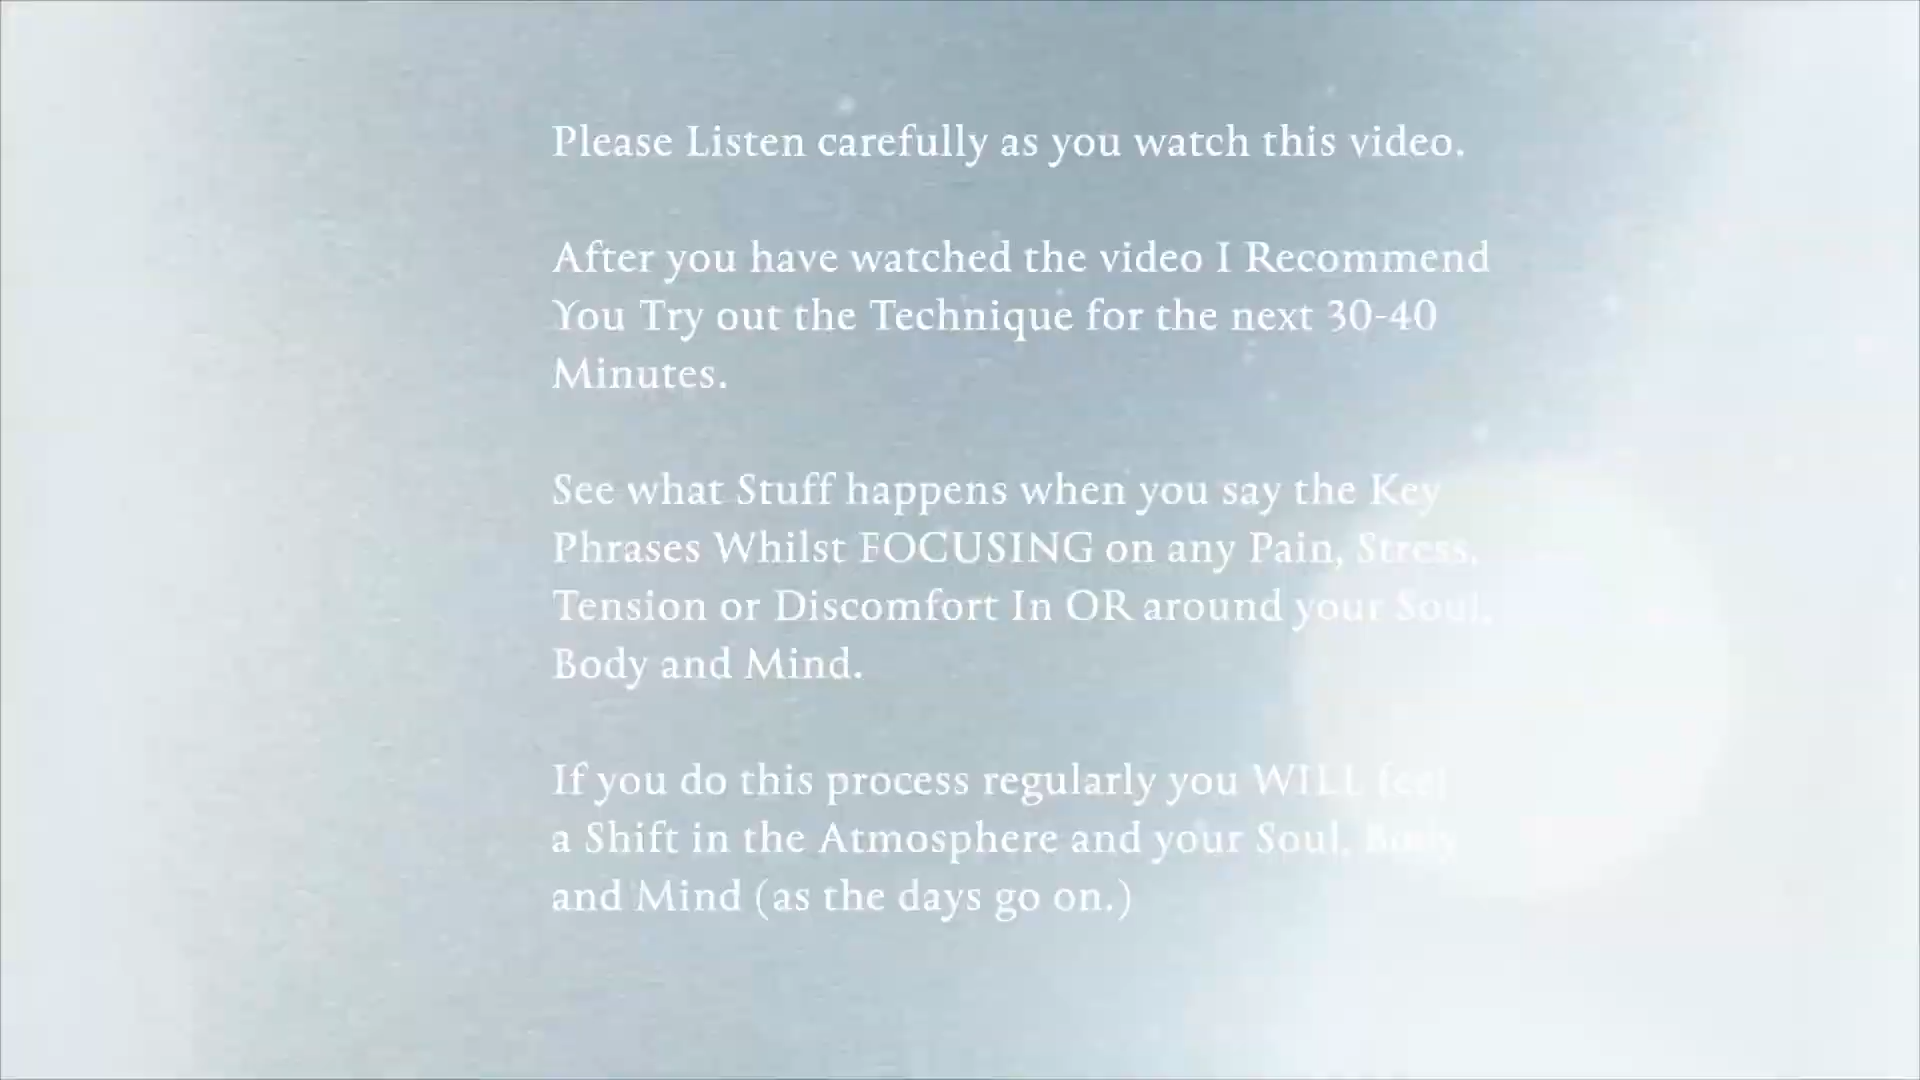 Please Listen carefully as you watch this video.
After you have watched the video I Recommend
You Try out the Technique for the next 30-40
Minutes.
See what Stuff happens when you say the Key
Phrases Whilst FOCUSING on any Pain, Stress,
Tension or Discomfort In OR around your Soul,
Body and Mind.
If you do this process regularly you WILL feel
a Shift in the Atmosphere and your Soul, Body
and Mind (as the days go on.)